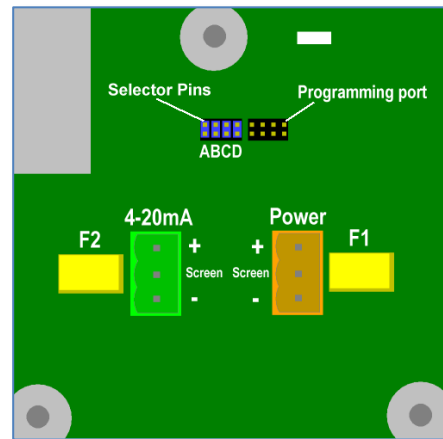 Selector Pins
Programming port
ABCD
4-20mA
Power
F2
F1
+
+
Screen
Screen
-
-